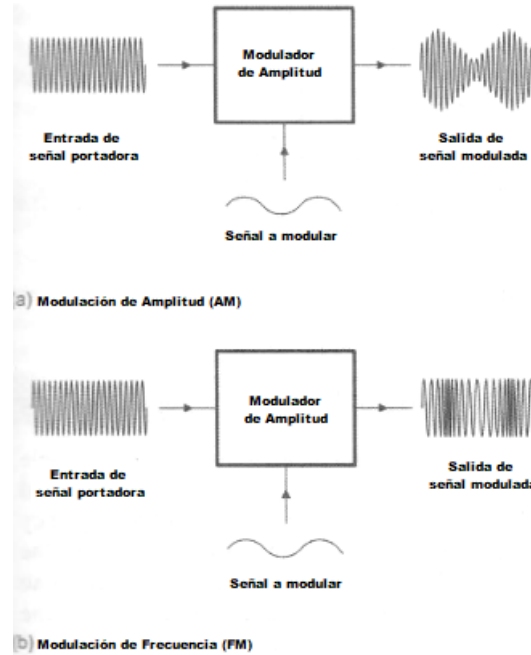 Modulador
de Amplitud
Entrada de
señal portadora
Salida de
señal modulada
Señal a modular
(a) Modulación de Amplitud (AM)
Modulador
de Amplitud
Entrada de
señal portadora
Salida de
señal modulada
Señal a modular
(b) Modulación de Frecuencia (FM)